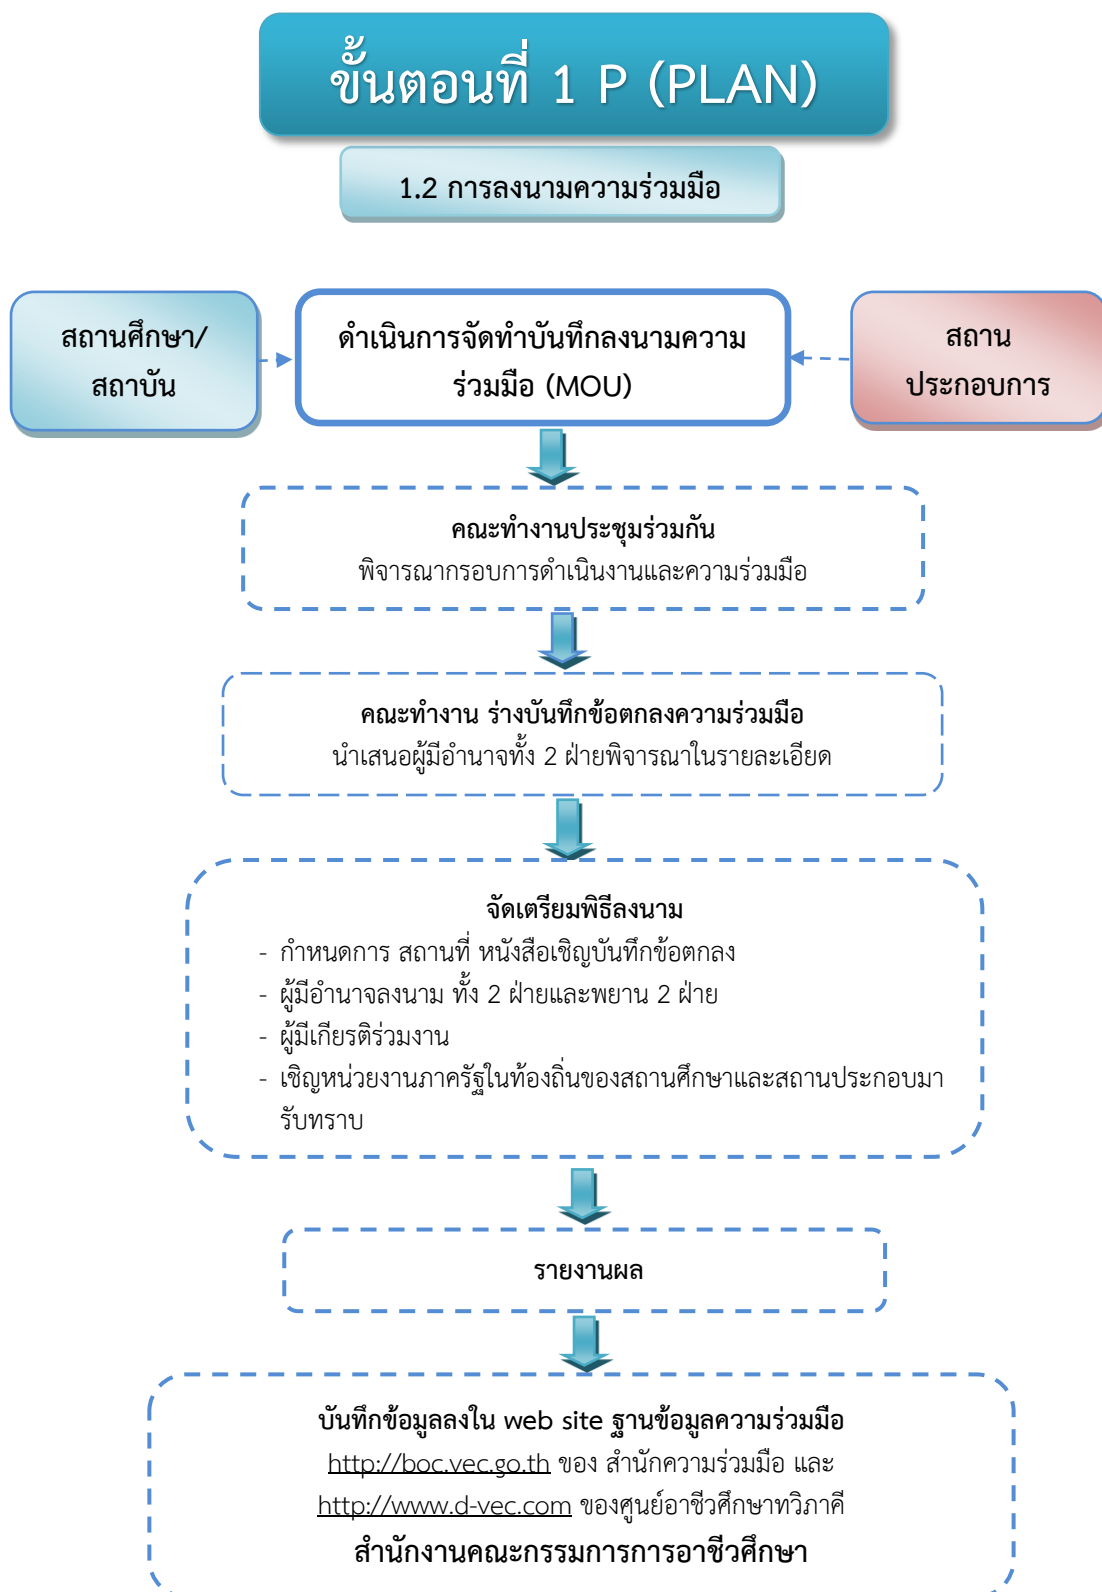 ขั้นตอนที่ 1 P (PLAN)
1.2 การลงนามความร่วมมือ
สถานศึกษา/
สถาบัน
ดำเนินการจัดทำบันทึกลงนามความ
ร่วมมือ (MOU)
สถาน
ประกอบการ
คณะทำงานประชุมร่วมกัน
พิจารณากรอบการดำเนินงานและความร่วมมือ
คณะทำงาน ร่างบันทึกข้อตกลงความร่วมมือ
นำเสนอผู้มีอำนาจทั้ง 2 ฝ่ายพิจารณาในรายละเอียด
จัดเตรียมพิธีลงนาม
- กำหนดการ สถานที่ หนังสือเชิญบันทึกข้อตกลง
- ผู้มีอำนาจลงนาม ทั้ง 2 ฝ่ายและพยาน 2 ฝ่าย
- ผู้มีเกียรติร่วมงาน
- เชิญหน่วยงานภาครัฐในท้องถิ่นของสถานศึกษาและสถานประกอบมา
รับทราบ
รายงานผล
บันทึกข้อมูลลงใน web site ฐานข้อมูลความร่วมมือ
http://boc.vec.go.th ของ สำนักความร่วมมือ และ
http://www.d-vec.com ของศูนย์อาชีวศึกษาทวิภาคี
สำนักงานคณะกรรมการการอาชีวศึกษา